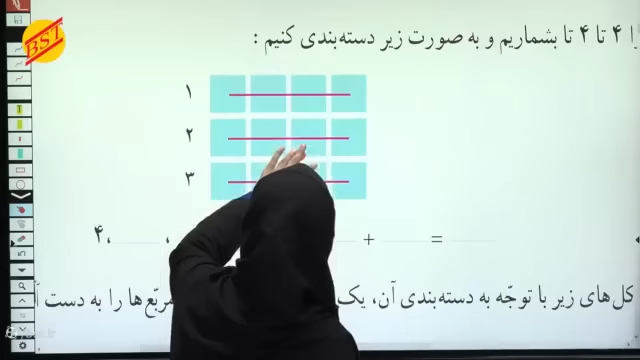 ۴ تا ۴ تا بشماریم و به صورت زیر دسته‌بندی کنیم :
BST
۱
۲
۳
۴, ,
+ =
کل‌های زیر با توجّه به دسته‌بندی آن، یک
مربّع‌ها را به دست